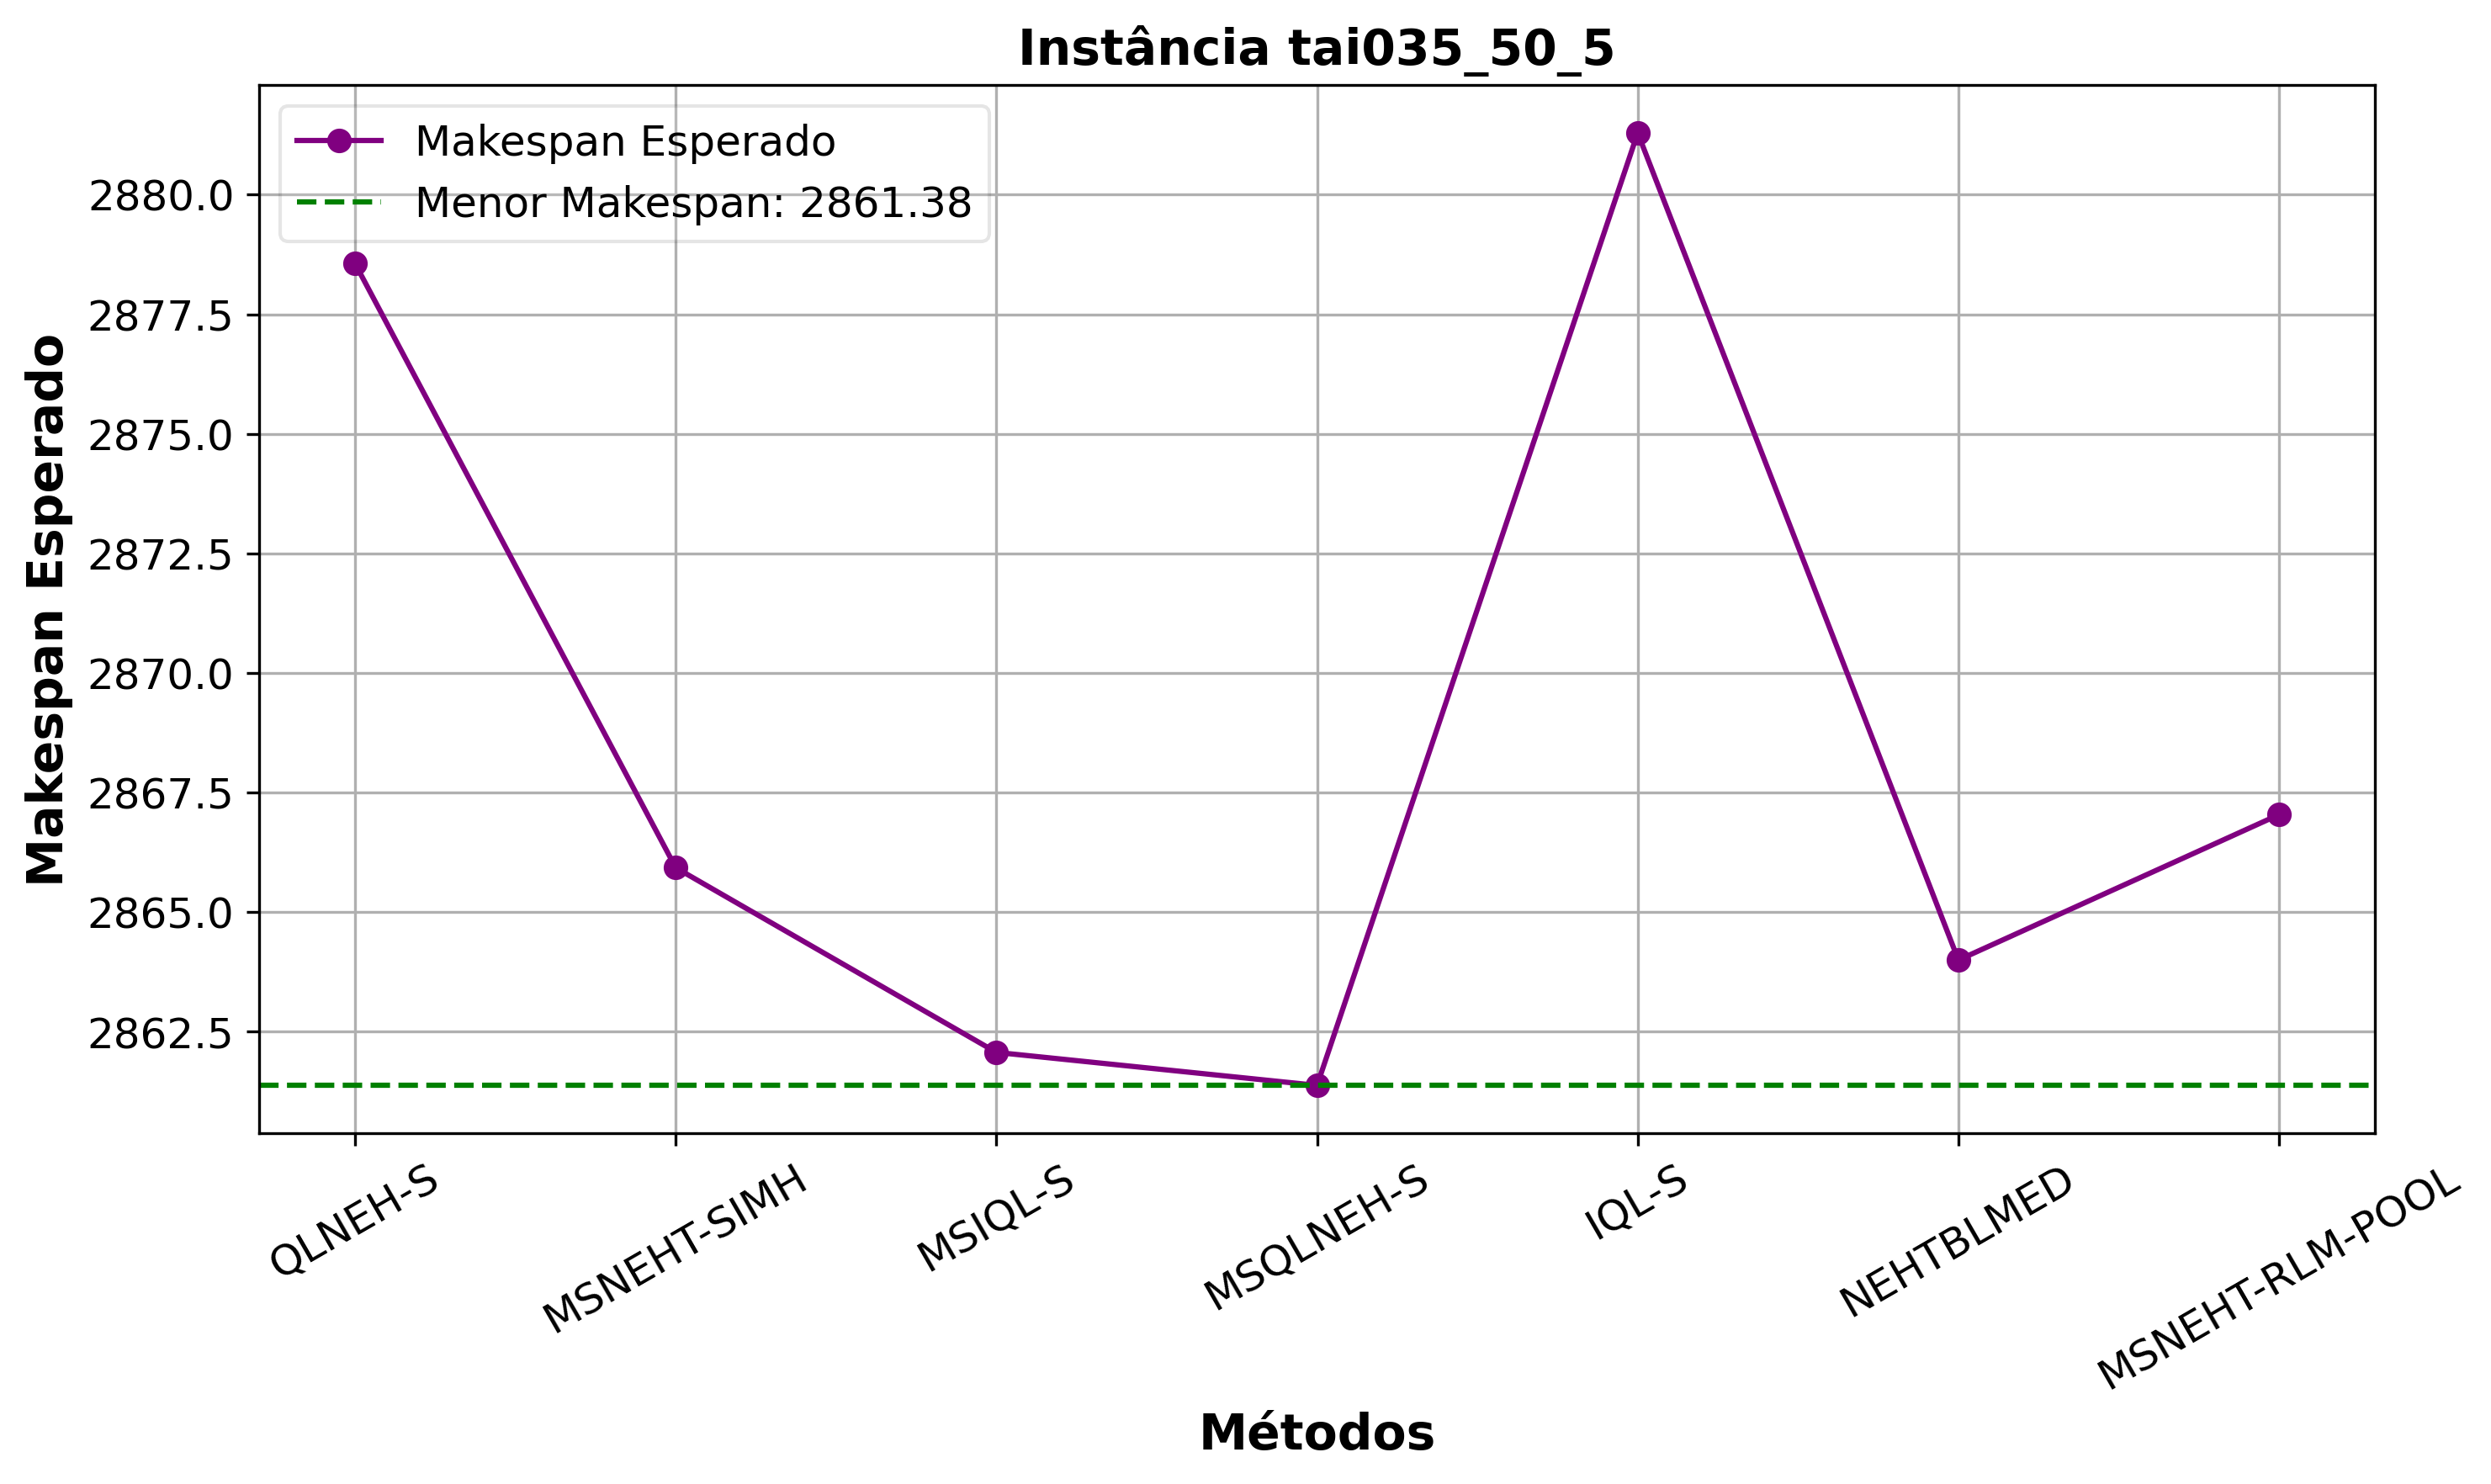 Instância tai035_50_5
Makespan Esperado
Menor Makespan: 2861.38
Makespan Esperado
2880.0
2877.5
2875.0
2872.5
2870.0
2867.5
2865.0
2862.5
QLNEH-S
MSNEHT-SIMH
MSIQL-S
MSQLNEH-S
IQL-S
NEHTBLMED
MSNEHT-RLM-POOL
Métodos